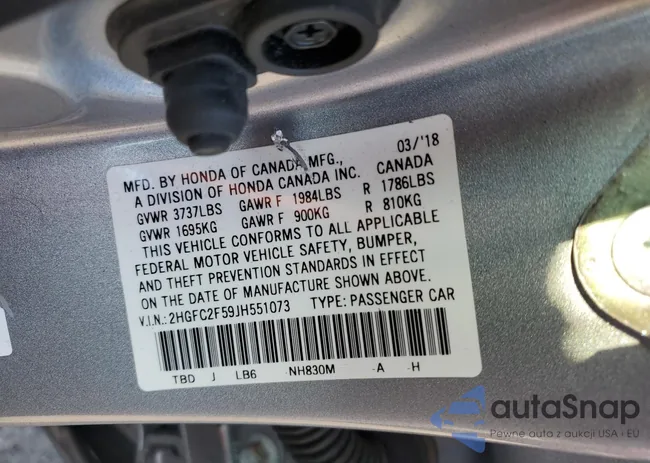 03/'18
MFD. BY HONDA OF CANADA MFG., CANADA
A DIVISION OF HONDA CANADA INC.
GVWR 3737LBS GAWR F 1984LBS R 1786LBS
GVWR 1695KG GAWR F 900KG R 810KG
THIS VEHICLE CONFORMS TO ALL APPLICABLE
FEDERAL MOTOR VEHICLE SAFETY, BUMPER,
AND THEFT PREVENTION STANDARDS IN EFFECT
ON THE DATE OF MANUFACTURE SHOWN ABOVE.
V.I.N.: 2HGFC2F59JH551073 TYPE: PASSENGER CAR
TBD J LB6 NH830M -A -H
autoSnap
Pewne auta z aukcji USA i EU